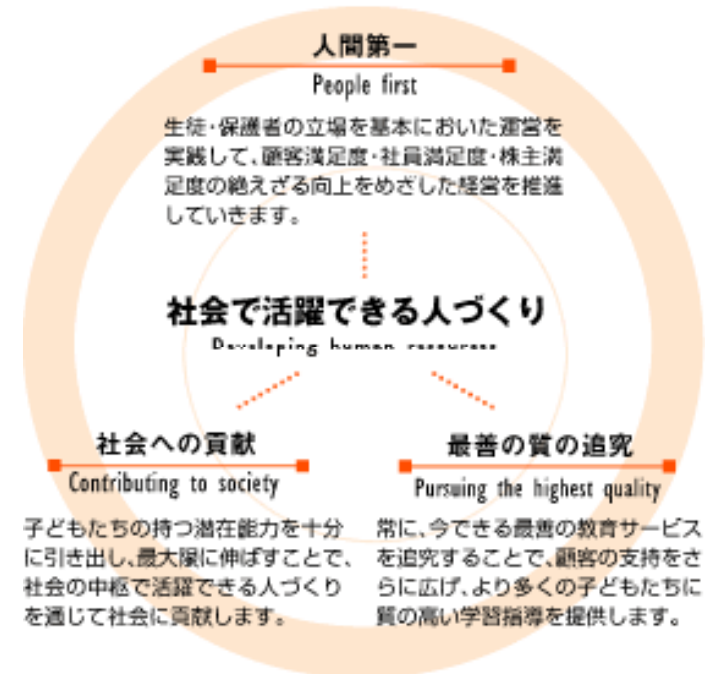 人間第一
People first
生徒・保護者の立場を基本においた運営を
実践して、顧客満足度・社員満足度・株主満
足度の絶えざる向上をめざした経営を推進
していきます。
社会で活躍できる人づくり
Developing human resources
社会への貢献
Contributing to society
子どもたちの持つ潜在能力を十分
に引き出し、最大限に伸ばすことで、
社会の中枢で活躍できる人づくり
を通じて社会に貢献します。
最善の質の追究
Pursuing the highest quality
常に、今できる最善の教育サービス
を追究することで、顧客の支持をさ
らに広げ、より多くの子どもたちに
質の高い学習指導を提供します。